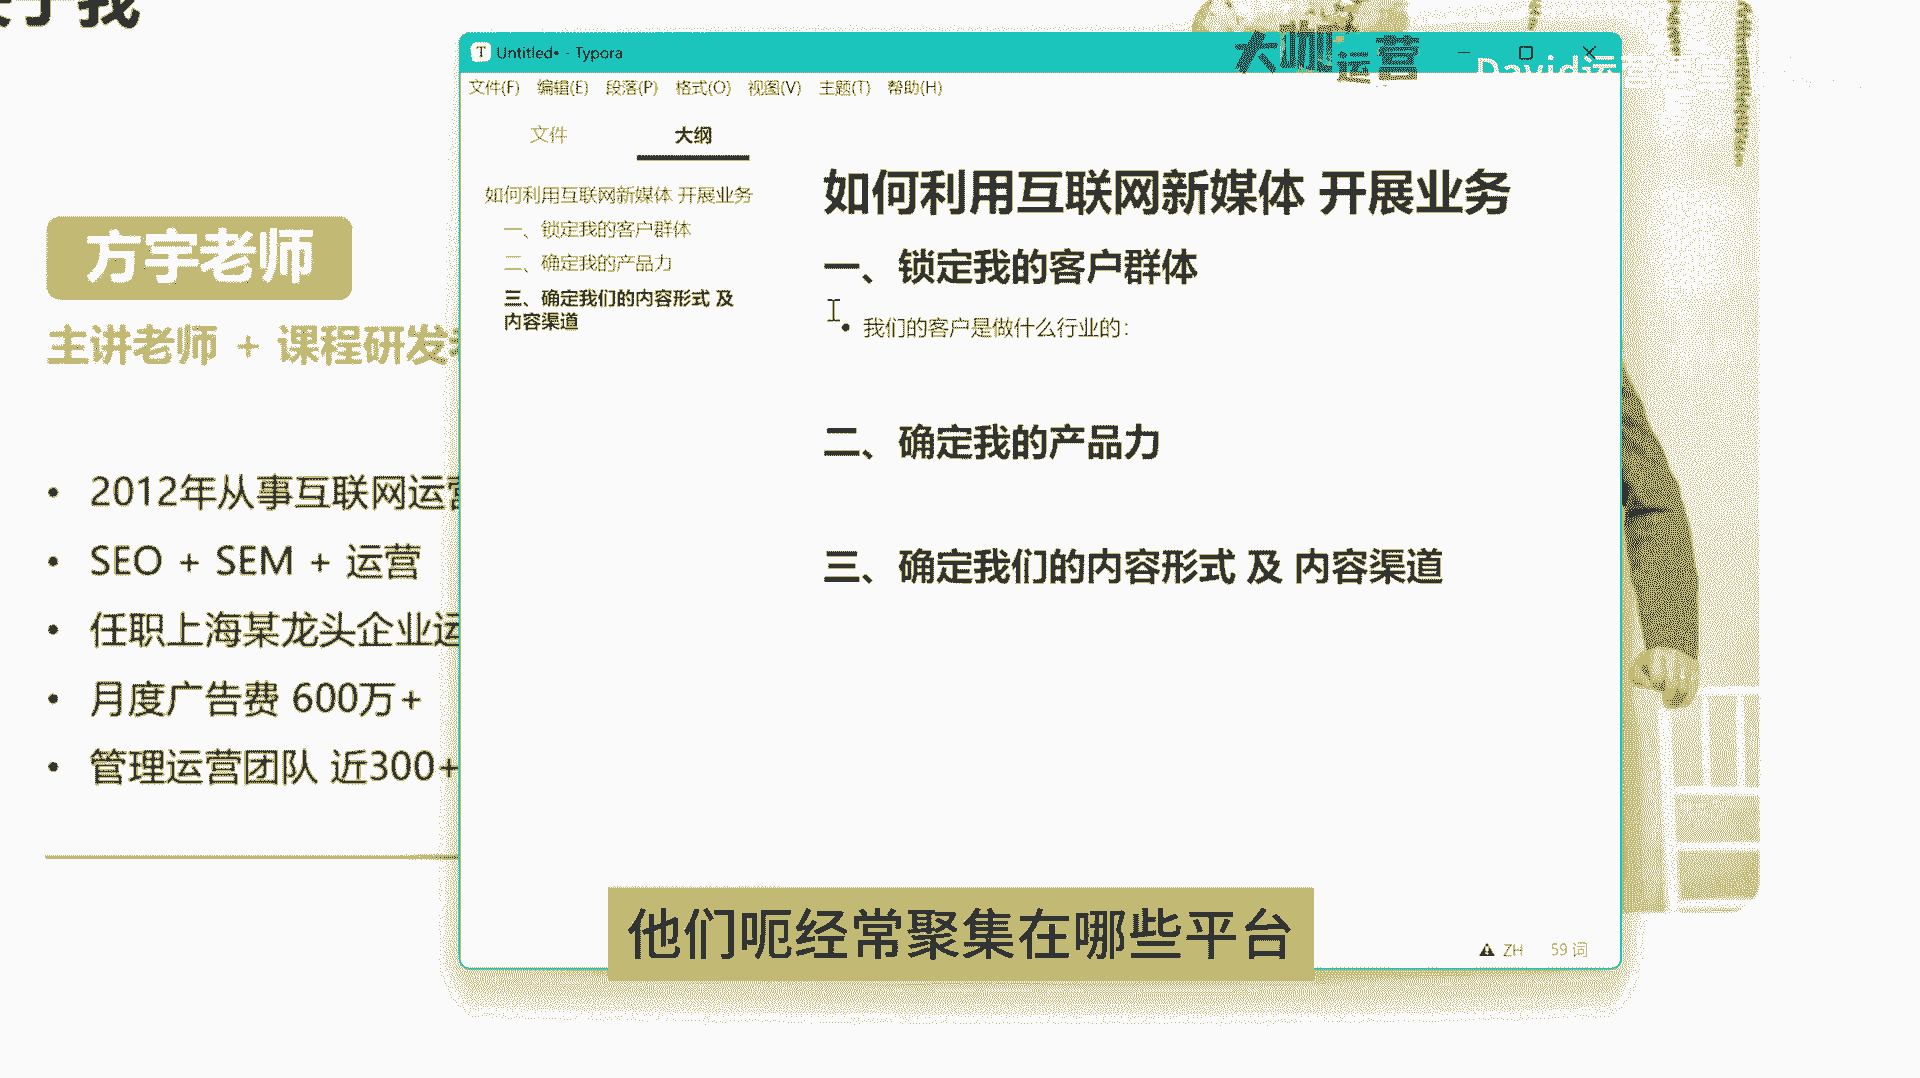 于我
方宇老师
主讲老师 + 课程研发
2012年从事互联网运营
SEO + SEM + 运营
任职上海某龙头企业运
月度广告费 600万+
管理运营团队 近300+
Untitled• - Typora
大咖运营
David运营
文件(F) 编辑(E) 段落(P) 格式(O) 视图(V) 主题(T) 帮助(H)
文件 大纲
如何利用互联网新媒体 开展业务
一、锁定我的客户群体
二、确定我的产品力
三、确定我们的内容形式 及
内容渠道
如何利用互联网新媒体 开展业务
一、锁定我的客户群体
我们的客户是做什么行业的：
二、确定我的产品力
三、确定我们的内容形式 及 内容渠道
ZH 59 词
他们呃经常聚集在哪些平台